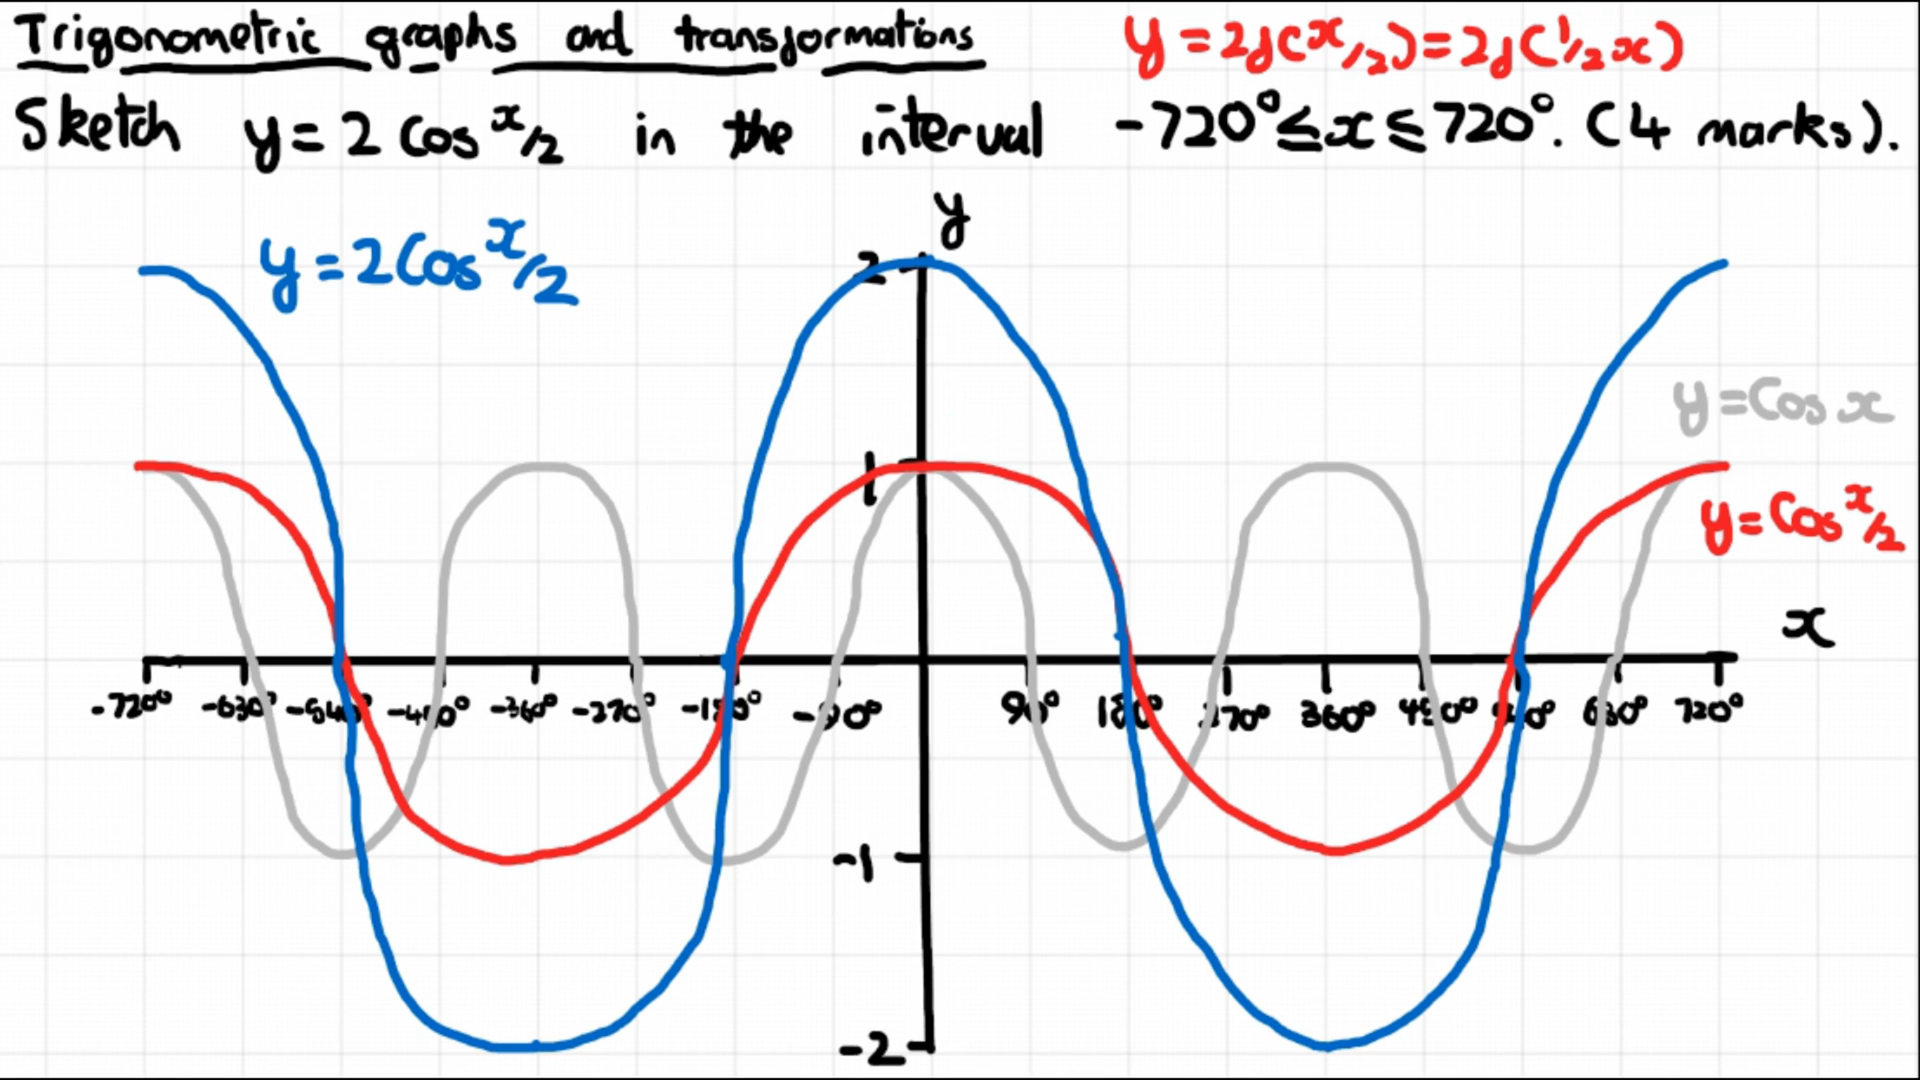 Trigonometric graphs and transformations
y = 2f(x/2) = 2f(1/2 x)
Sketch y = 2 Cos x/2 in the interval -720° ≤ x ≤ 720°. (4 marks).
y
y = 2Cos x/2
2
y = Cos x
1
y = Cos x/2
x
-720° -630° -540° -450° -360° -270° -180° -90° 90° 180° 270° 360° 450° 540° 630° 720°
-1
-2